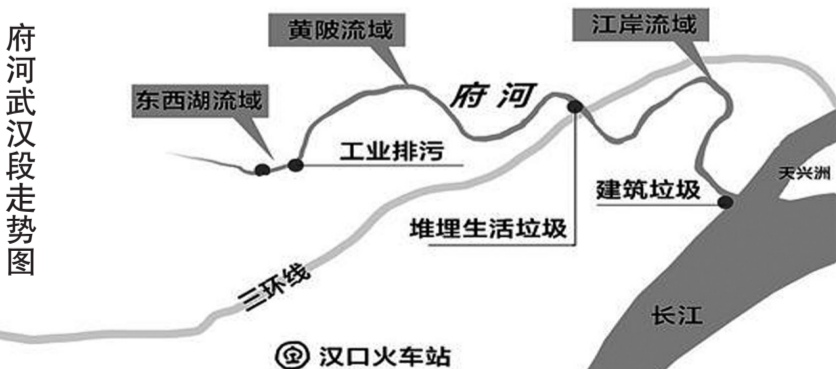 府河武汉段走势图
黄陂流域
江岸流域
东西湖流域
府河
工业排污
天兴洲
建筑垃圾
堆埋生活垃圾
三环线
长江
汉口火车站